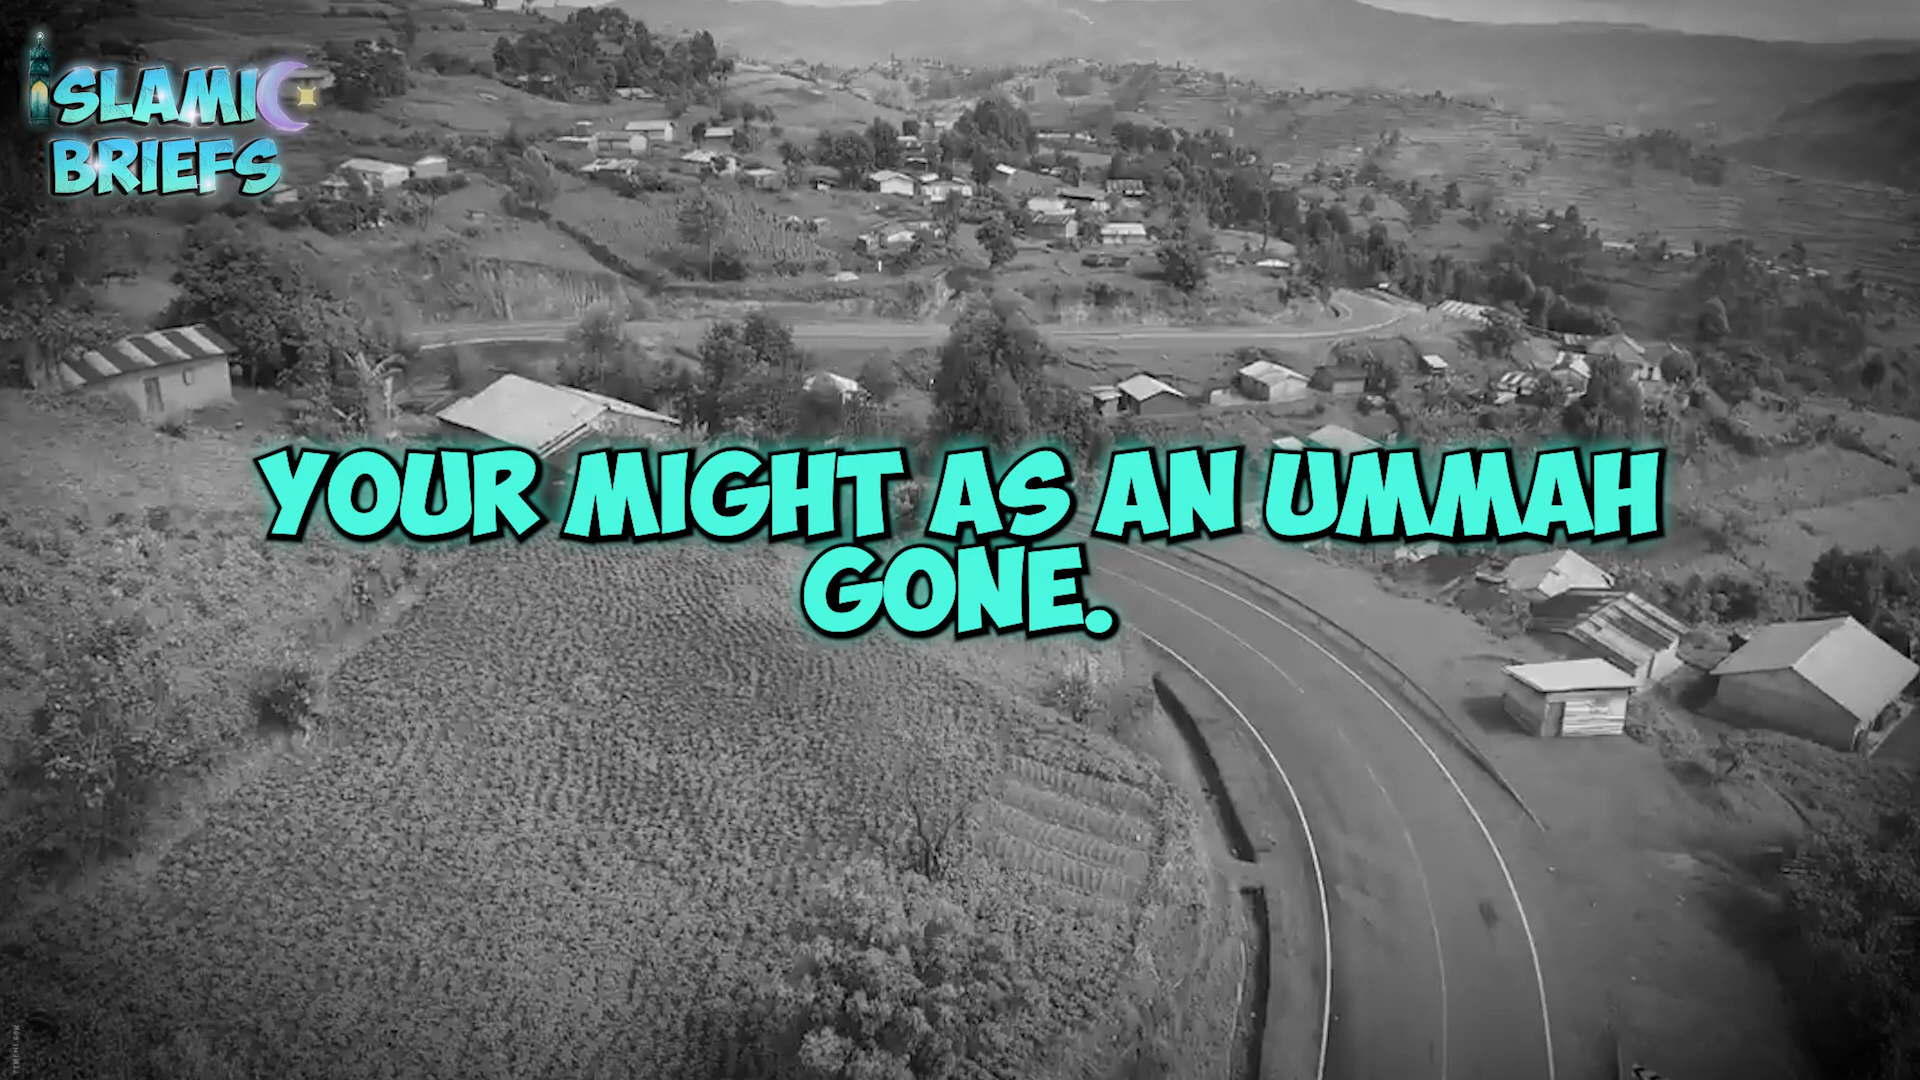 ISLAMIC
BRIEFS
YOUR MIGHT AS AN UMMAH
GONE.